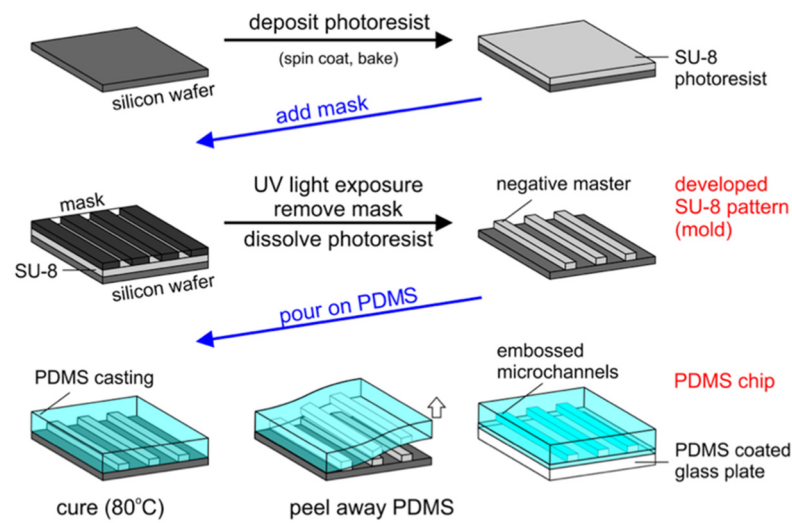 deposit photoresist
(spin coat, bake)
silicon wafer
SU-8
photoresist
add mask
mask
SU-8
silicon wafer
UV light exposure
remove mask
dissolve photoresist
negative master
developed
SU-8 pattern
(mold)
pour on PDMS
PDMS casting
cure (80°C)
peel away PDMS
embossed
microchannels
PDMS chip
PDMS coated
glass plate